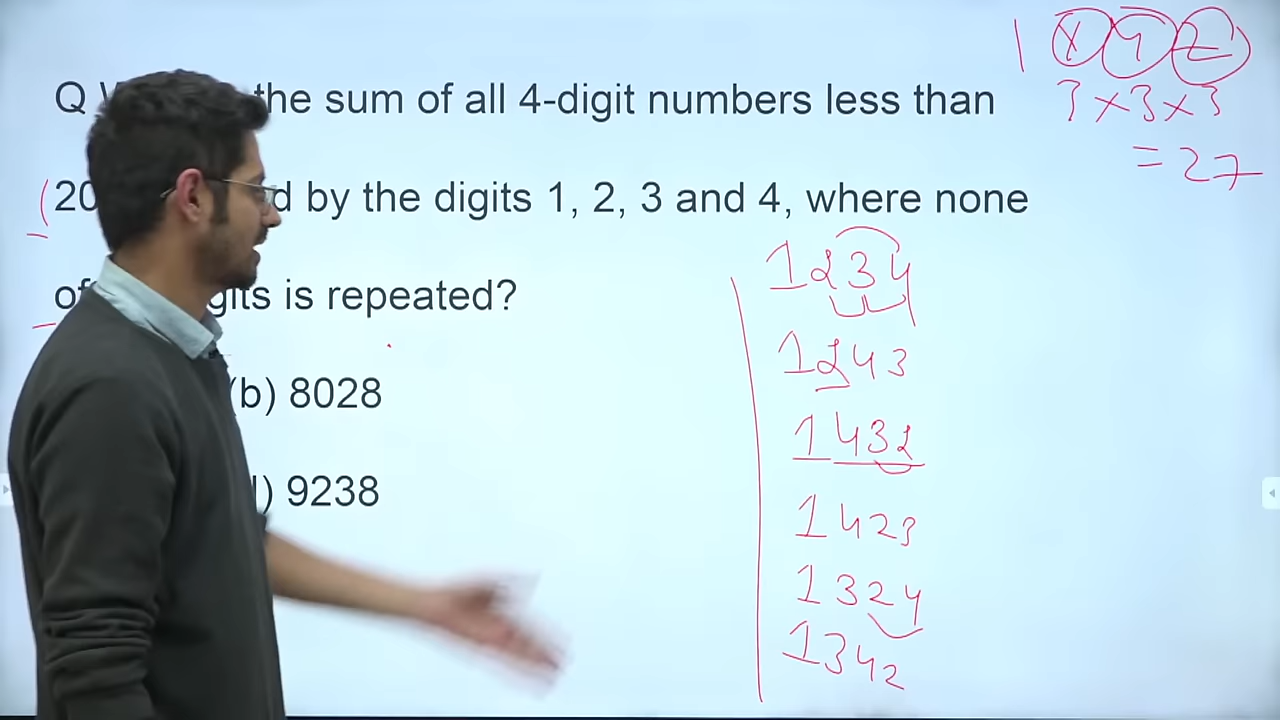 Q the sum of all 4-digit numbers less than
(20 d by the digits 1, 2, 3 and 4, where none
of gits is repeated?
(b) 8028
d) 9238
1
3 × 3 × 3
= 27
1234
1243
1432
1423
1324
1342